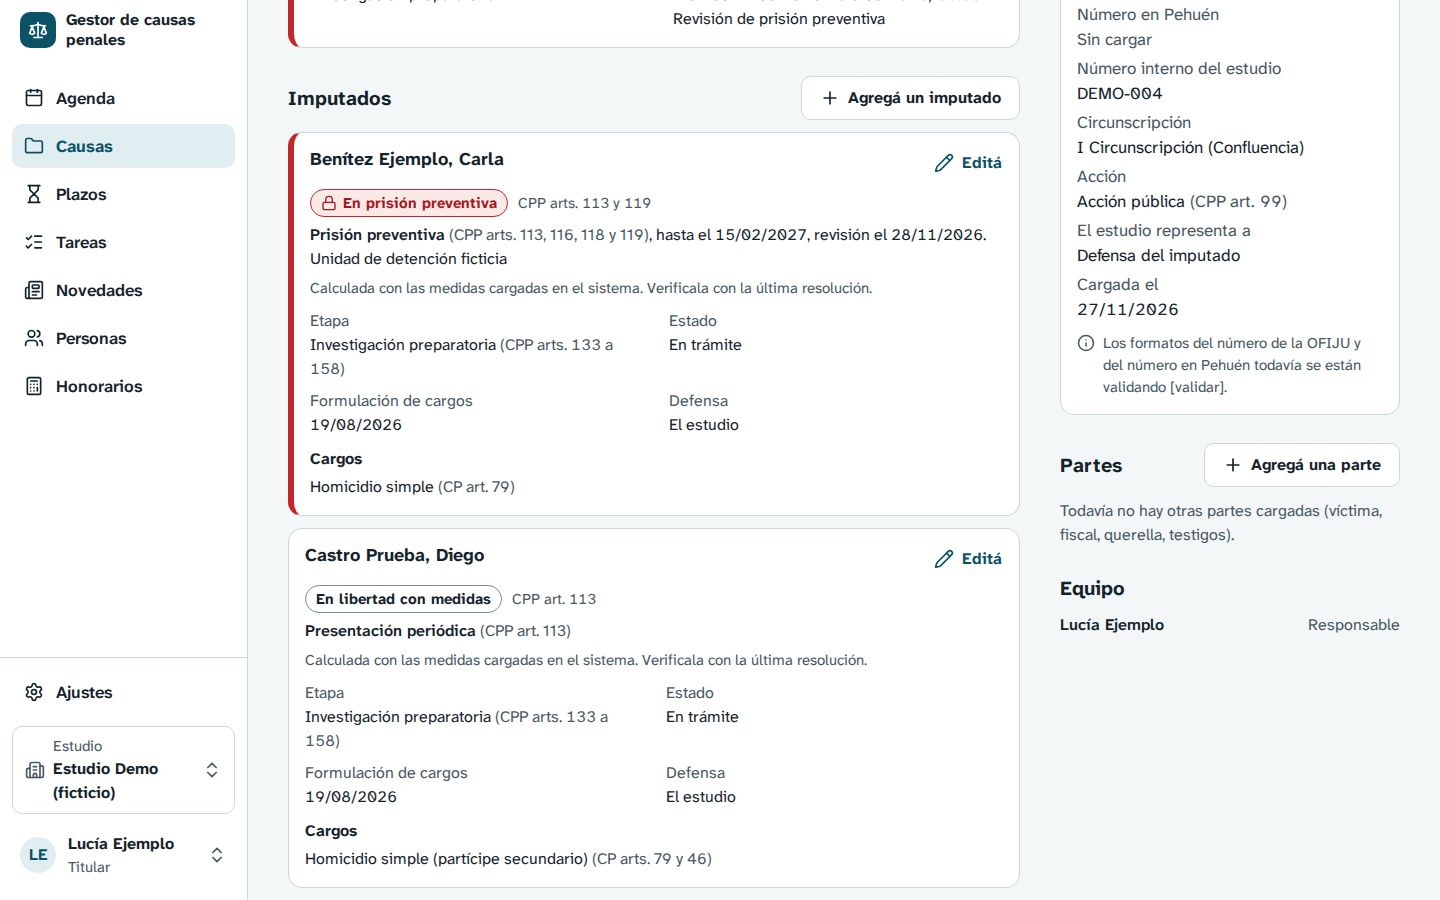 Gestor de causas
penales
Agenda
Causas
Plazos
Tareas
Novedades
Personas
Honorarios
Ajustes
Estudio
Estudio Demo
(ficticio)
LE
Lucía Ejemplo
Titular
Revisión de prisión preventiva
Imputados
Agregá un imputado
Benítez Ejemplo, Carla
Editá
En prisión preventiva CPP arts. 113 y 119
Prisión preventiva (CPP arts. 113, 116, 118 y 119), hasta el 15/02/2027, revisión el 28/11/2026.
Unidad de detención ficticia
Calculada con las medidas cargadas en el sistema. Verificala con la última resolución.
Etapa
Investigación preparatoria (CPP arts. 133 a
158)
Estado
En trámite
Formulación de cargos
19/08/2026
Defensa
El estudio
Cargos
Homicidio simple (CP art. 79)
Castro Prueba, Diego
Editá
En libertad con medidas CPP art. 113
Presentación periódica (CPP art. 113)
Calculada con las medidas cargadas en el sistema. Verificala con la última resolución.
Etapa
Investigación preparatoria (CPP arts. 133 a
158)
Estado
En trámite
Formulación de cargos
19/08/2026
Defensa
El estudio
Cargos
Homicidio simple (partícipe secundario) (CP arts. 79 y 46)
Número en Pehuén
Sin cargar
Número interno del estudio
DEMO-004
Circunscripción
I Circunscripción (Confluencia)
Acción
Acción pública (CPP art. 99)
El estudio representa a
Defensa del imputado
Cargada el
27/11/2026
Los formatos del número de la OFIJU y
del número en Pehuén todavía se están
validando [validar].
Partes
Agregá una parte
Todavía no hay otras partes cargadas (víctima,
fiscal, querella, testigos).
Equipo
Lucía Ejemplo
Responsable